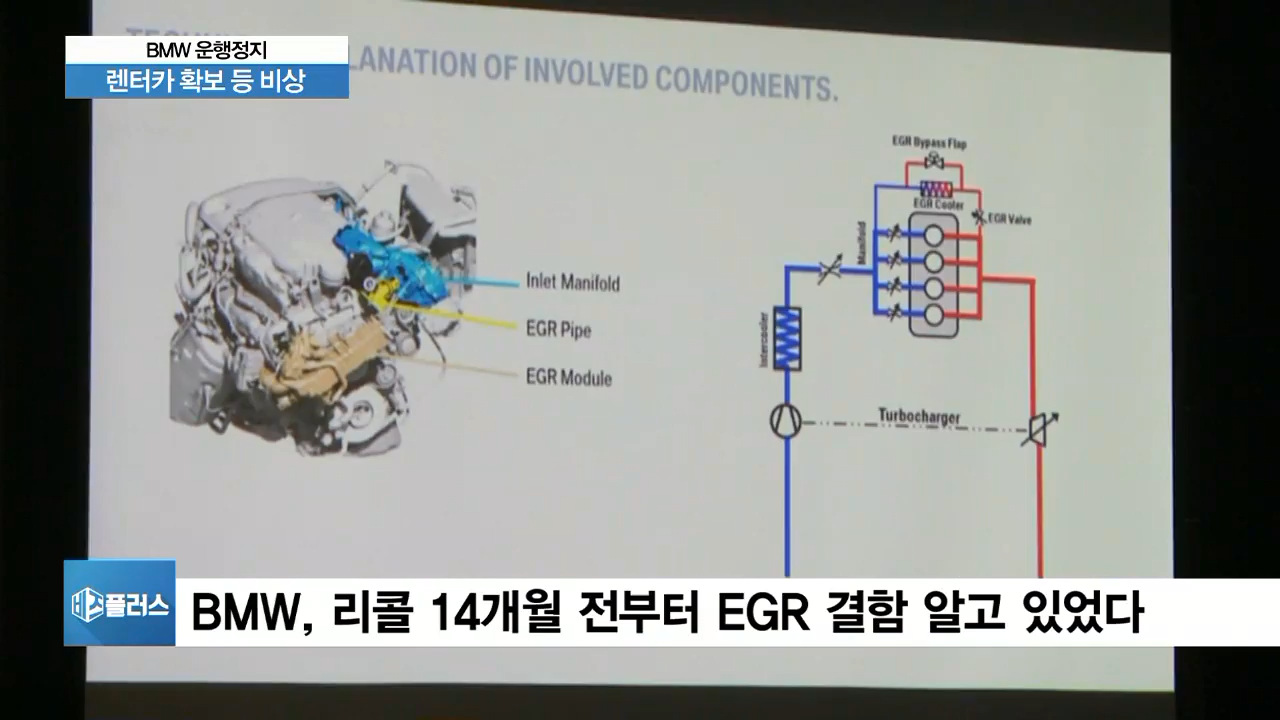 BMW 운행정지
렌터카 확보 등 비상
LANATION OF INVOLVED COMPONENTS.
Inlet Manifold
EGR Pipe
EGR Module
EGR Bypass Flap
EGR Cooler
EGR Valve
Manifold
Intercooler
Turbocharger
비즈플러스
BMW, 리콜 14개월 전부터 EGR 결함 알고 있었다